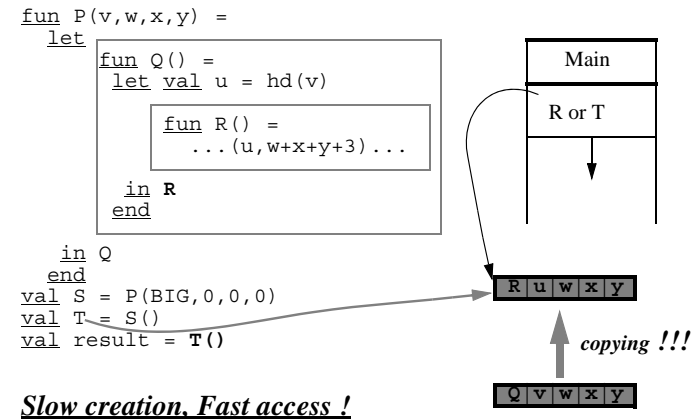 fun P(v,w,x,y) =
let
fun Q() =
let val u = hd(v)
fun R() =
...(u,w+x+y+3)...
in R
end
in Q
end
val S = P(BIG,0,0,0)
val T = S()
val result = T()
Slow creation, Fast access !
Main
R or T
R u w x y
copying !!!
Q v w x y